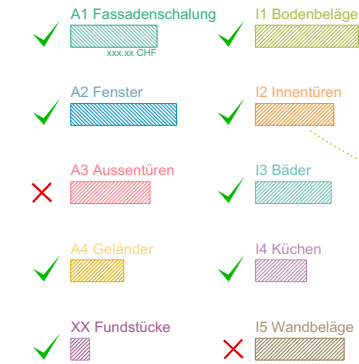 A1 Fassadenschalung
xxx.xx CHF
I1 Bodenbeläge
A2 Fenster
I2 Innentüren
A3 Aussentüren
I3 Bäder
A4 Geländer
I4 Küchen
XX Fundstücke
I5 Wandbeläge